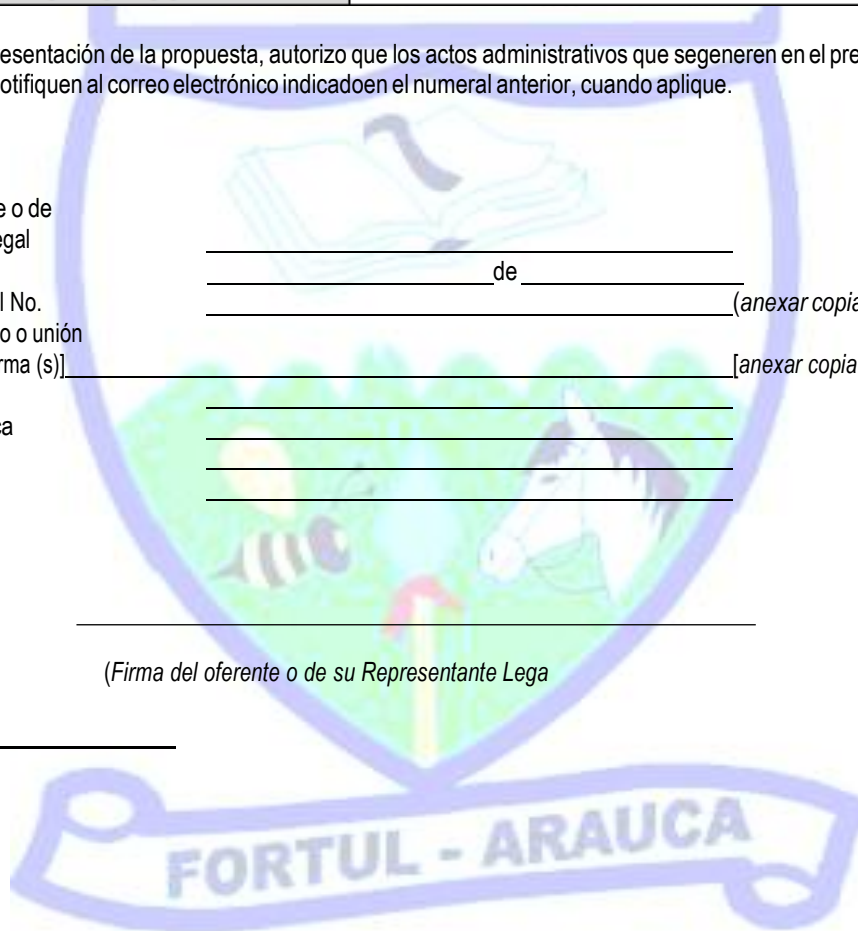 esentación de la propuesta, autorizo que los actos administrativos que segeneren en el pre
otifiquen al correo electrónico indicadoen el numeral anterior, cuando aplique.
e o de
egal
de
l No. (anexar copia
o o unión
rma (s)] [anexar copia
ca
(Firma del oferente o de su Representante Lega
FORTUL - ARAUCA